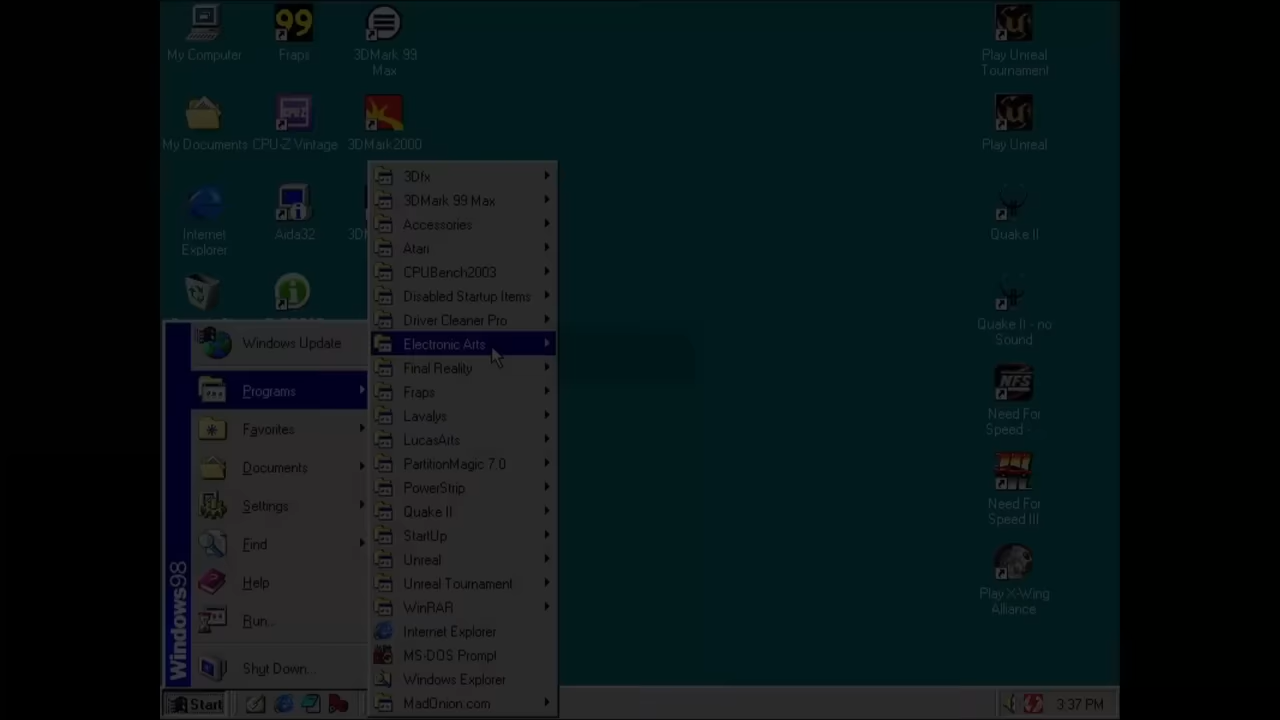 My Computer
Fraps
3DMark 99
Max
Play Unreal
Tournament
My Documents
CPU-Z Vintage
3DMark2000
Play Unreal
Internet
Explorer
Aida32
Quake II
Quake II - no
Sound
Need For
Speed -...
Need For
Speed III
Play X-Wing
Alliance
3Dfx
3DMark 99 Max
Accessories
Atari
CPUBench2003
Disabled Startup Items
Driver Cleaner Pro
Electronic Arts
Final Reality
Fraps
Lavalys
LucasArts
PartitionMagic 7.0
PowerStrip
Quake II
StartUp
Unreal
Unreal Tournament
WinRAR
Internet Explorer
MS-DOS Prompt
Windows Explorer
MadOnion.com
Windows Update
Programs
Favorites
Documents
Settings
Find
Help
Run...
Shut Down...
Windows98
Start
3:37 PM